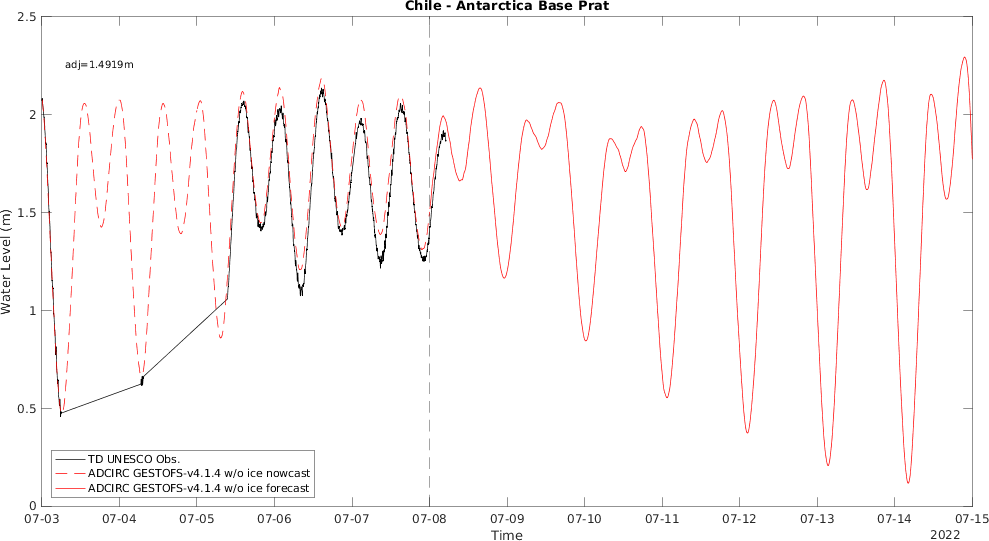 Chile - Antarctica Base Prat
adj=1.4919m
2.5
2
1.5
1
0.5
0
Water Level (m)
TD UNESCO Obs.
ADCIRC GESTOFS-v4.1.4 w/o ice nowcast
ADCIRC GESTOFS-v4.1.4 w/o ice forecast
07-03 07-04 07-05 07-06 07-07 07-08 07-09 07-10 07-11 07-12 07-13 07-14 07-15
Time
2022